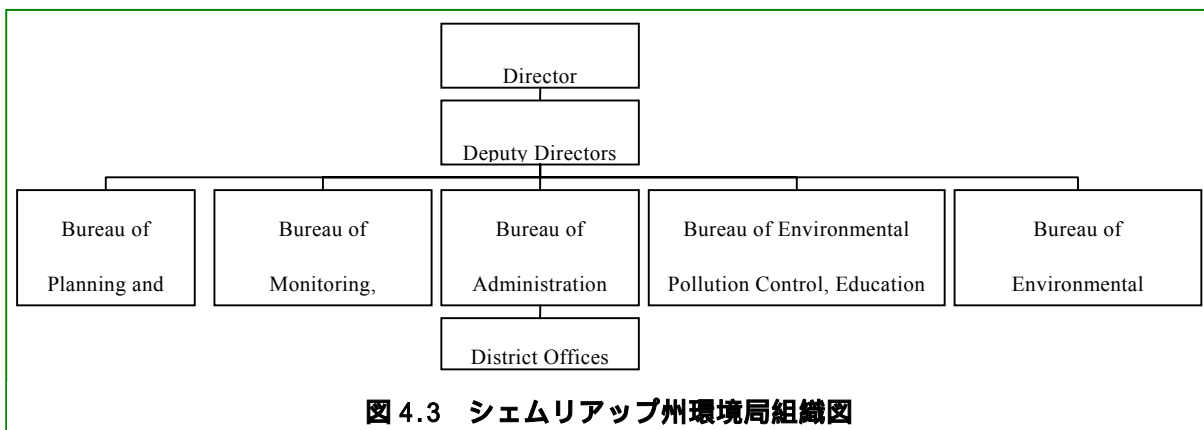 Director
Deputy Directors
Bureau of
Planning and
Bureau of
Monitoring,
Bureau of
Administration
Bureau of Environmental
Pollution Control, Education
Bureau of
Environmental
District Offices
図 4.3 シェムリアップ州環境局組織図